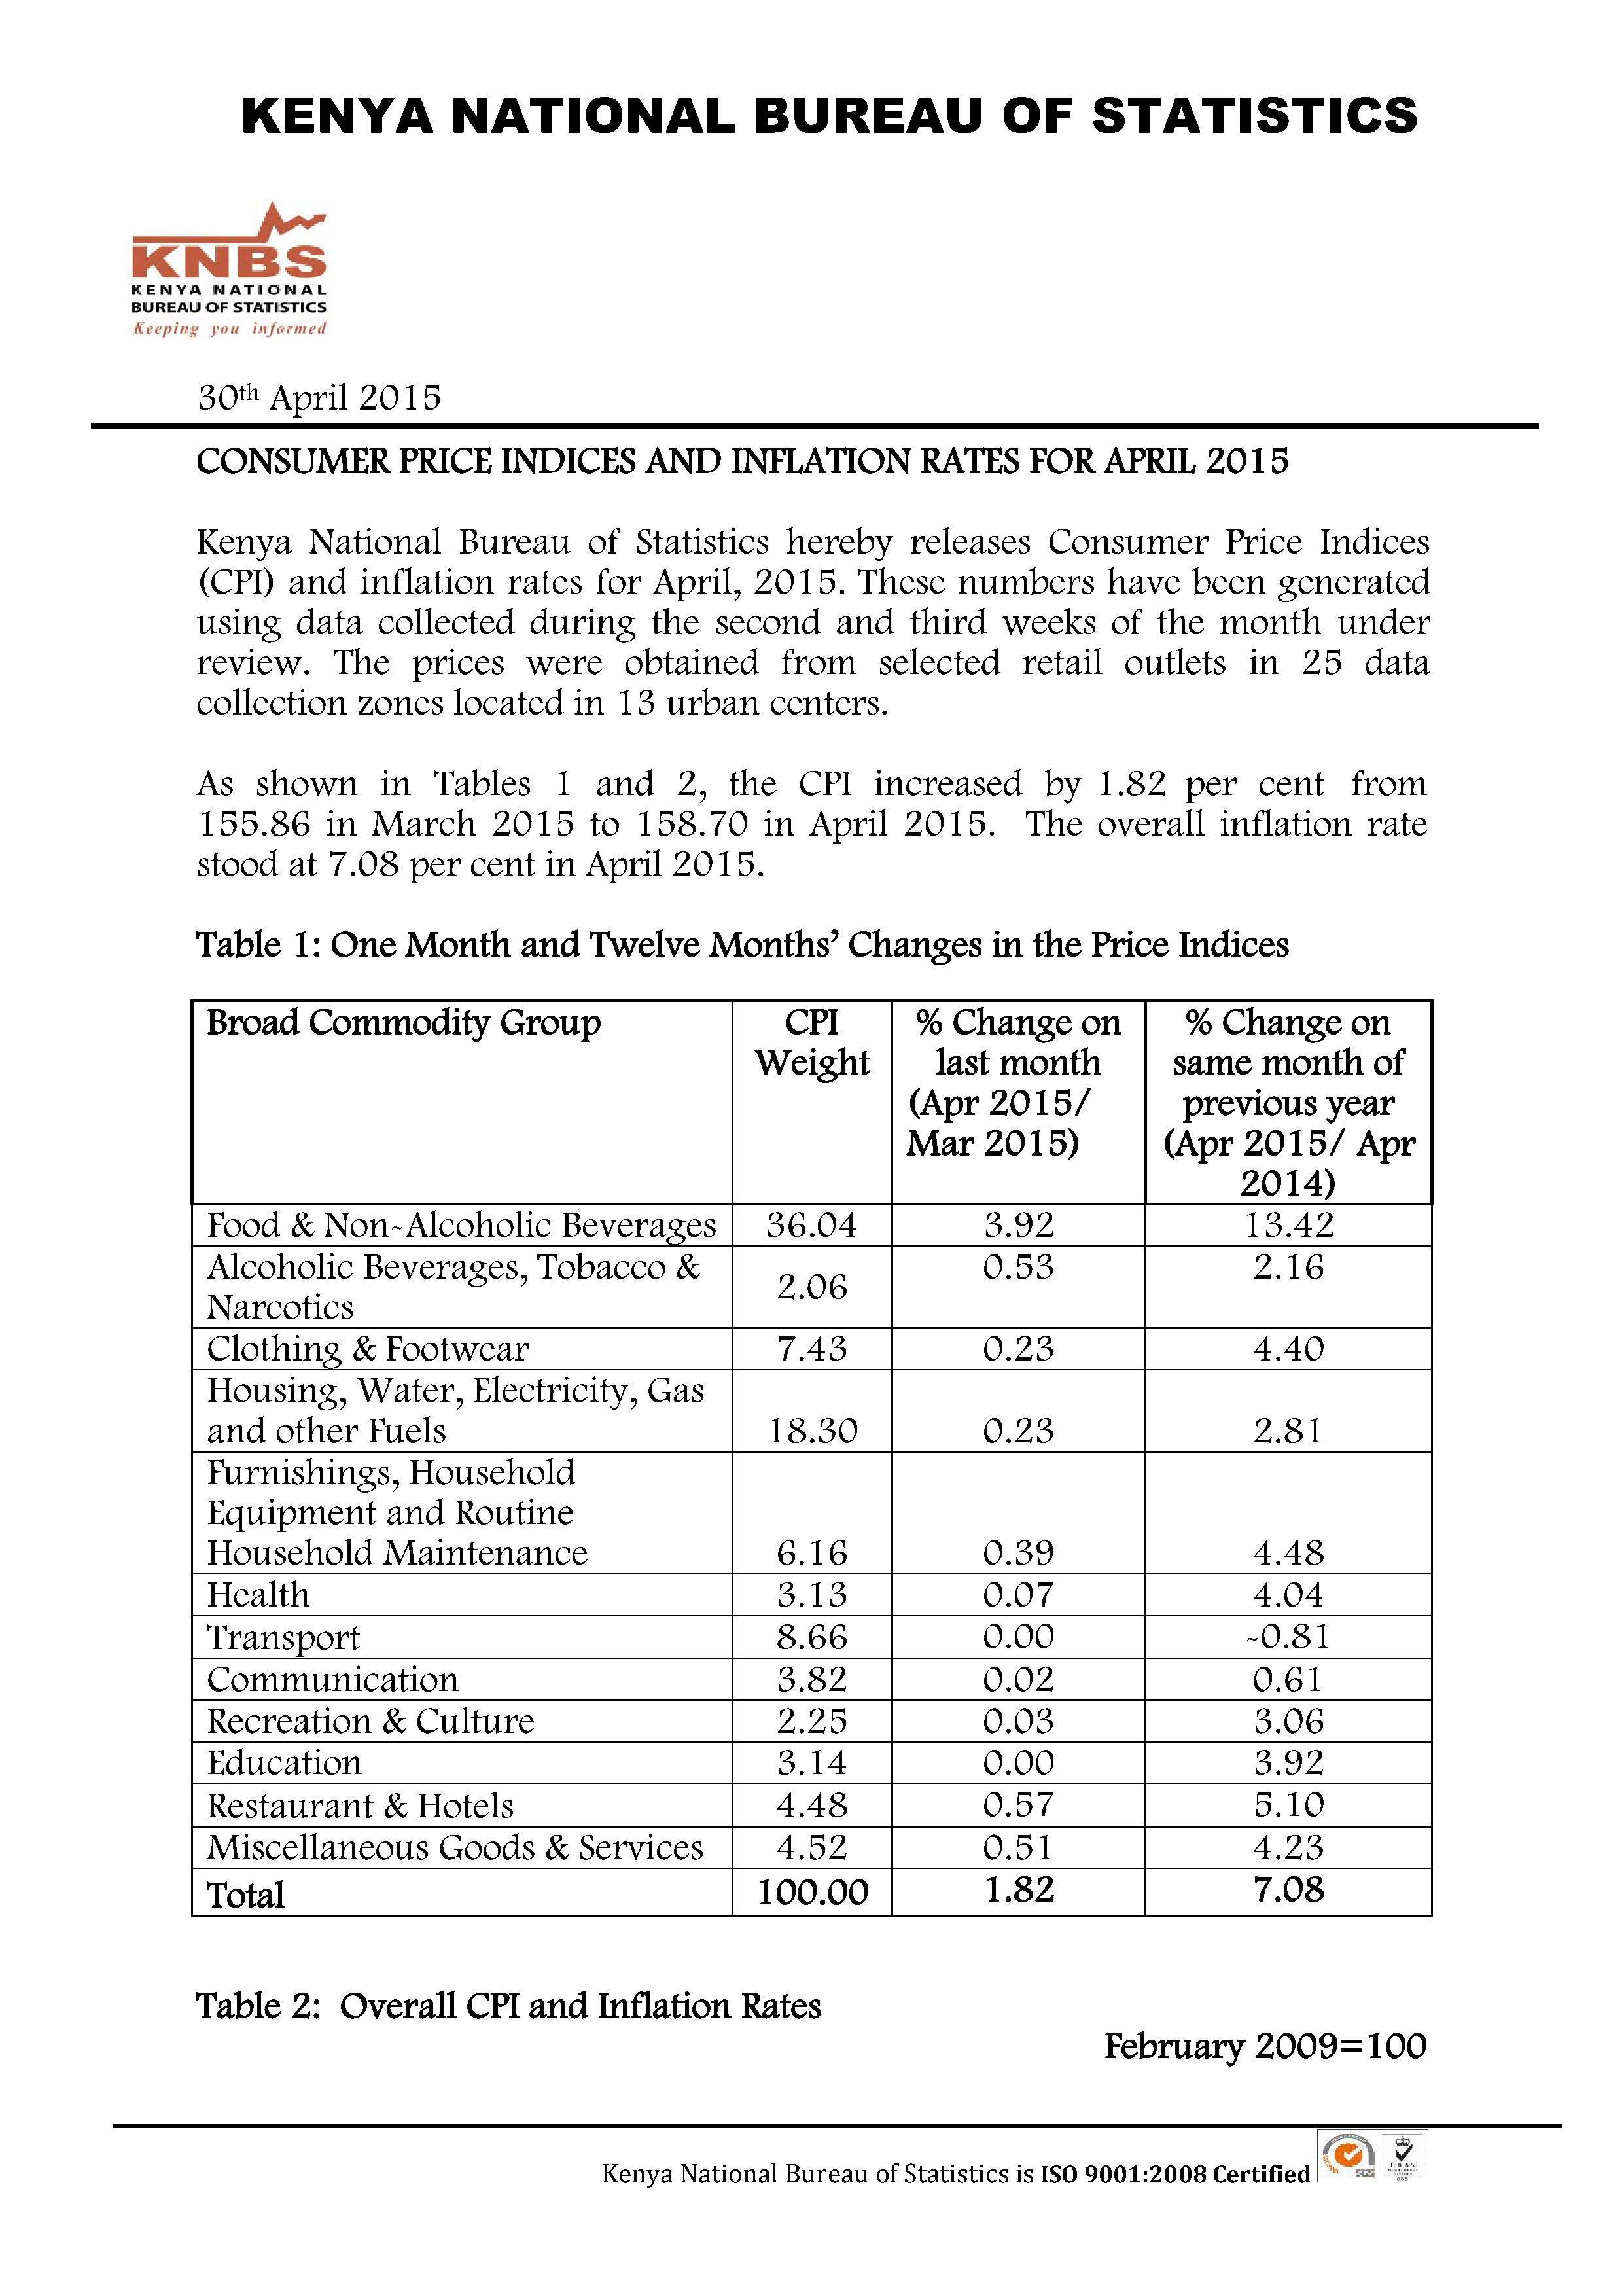 KENYA NATIONAL BUREAU OF STATISTICS
KNBS
KENYA NATIONAL
BUREAU OF STATISTICS
Keeping you informed
30th April 2015
CONSUMER PRICE INDICES AND INFLATION RATES FOR APRIL 2015
Kenya National Bureau of Statistics hereby releases Consumer Price Indices
(CPI) and inflation rates for April, 2015. These numbers have been generated
using data collected during the second and third weeks of the month under
review. The prices were obtained from selected retail outlets in 25 data
collection zones located in 13 urban centers.
As shown in Tables 1 and 2, the CPI increased by 1.82 per cent from
155.86 in March 2015 to 158.70 in April 2015. The overall inflation rate
stood at 7.08 per cent in April 2015.
Table 1: One Month and Twelve Months’ Changes in the Price Indices
Broad Commodity Group CPI Weight % Change on last month (Apr 2015/ Mar 2015) % Change on same month of previous year (Apr 2015/ Apr 2014)
Food & Non-Alcoholic Beverages 36.04 3.92 13.42
Alcoholic Beverages, Tobacco &
Narcotics 2.06 0.53 2.16
Clothing & Footwear 7.43 0.23 4.40
Housing, Water, Electricity, Gas
and other Fuels 18.30 0.23 2.81
Furnishings, Household
Equipment and Routine
Household Maintenance 6.16 0.39 4.48
Health 3.13 0.07 4.04
Transport 8.66 0.00 -0.81
Communication 3.82 0.02 0.61
Recreation & Culture 2.25 0.03 3.06
Education 3.14 0.00 3.92
Restaurant & Hotels 4.48 0.57 5.10
Miscellaneous Goods & Services 4.52 0.51 4.23
Total 100.00 1.82 7.08
Table 2: Overall CPI and Inflation Rates
February 2009=100
Kenya National Bureau of Statistics is ISO 9001:2008 Certified
SGS
UKAS